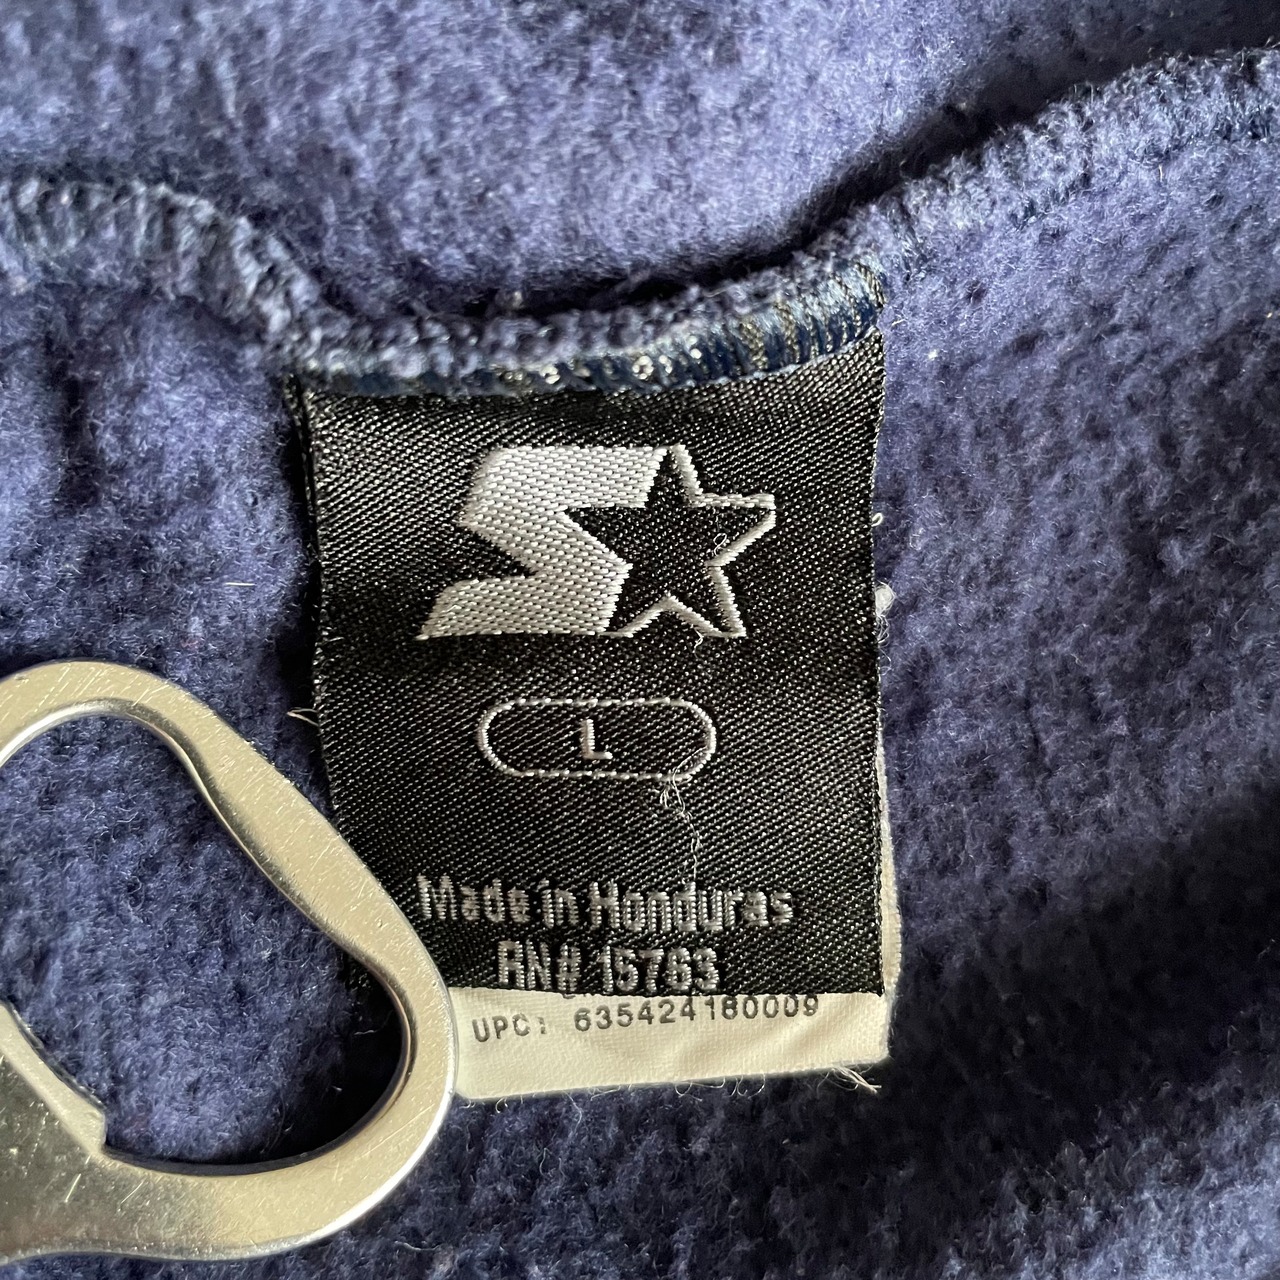 L
Made in Honduras
RN# 15763
UPC: 635424180009